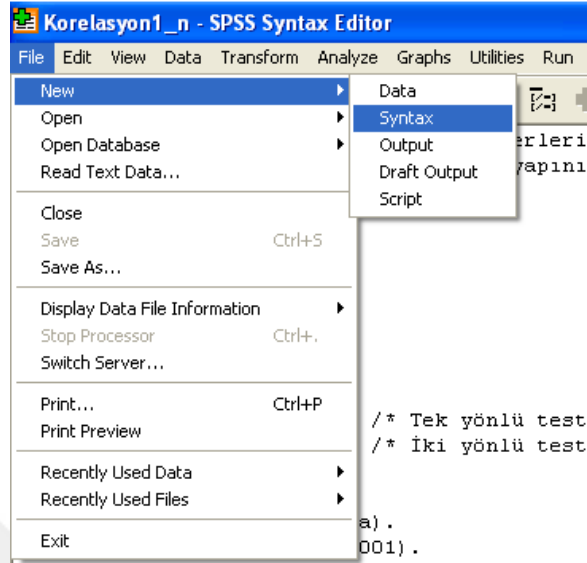 Korelasyon1_n - SPSS Syntax Editor
File Edit View Data Transform Analyze Graphs Utilities Run
New
Open
Open Database
Read Text Data...
Close
Save Ctrl+S
Save As...
Display Data File Information
Stop Processor Ctrl+.
Switch Server...
Print... Ctrl+P
Print Preview
Recently Used Data
Recently Used Files
Exit
Data
Syntax
Output
Draft Output
Script
erleri
yapını
/* Tek yönlü test
/* İki yönlü test
a).
001).